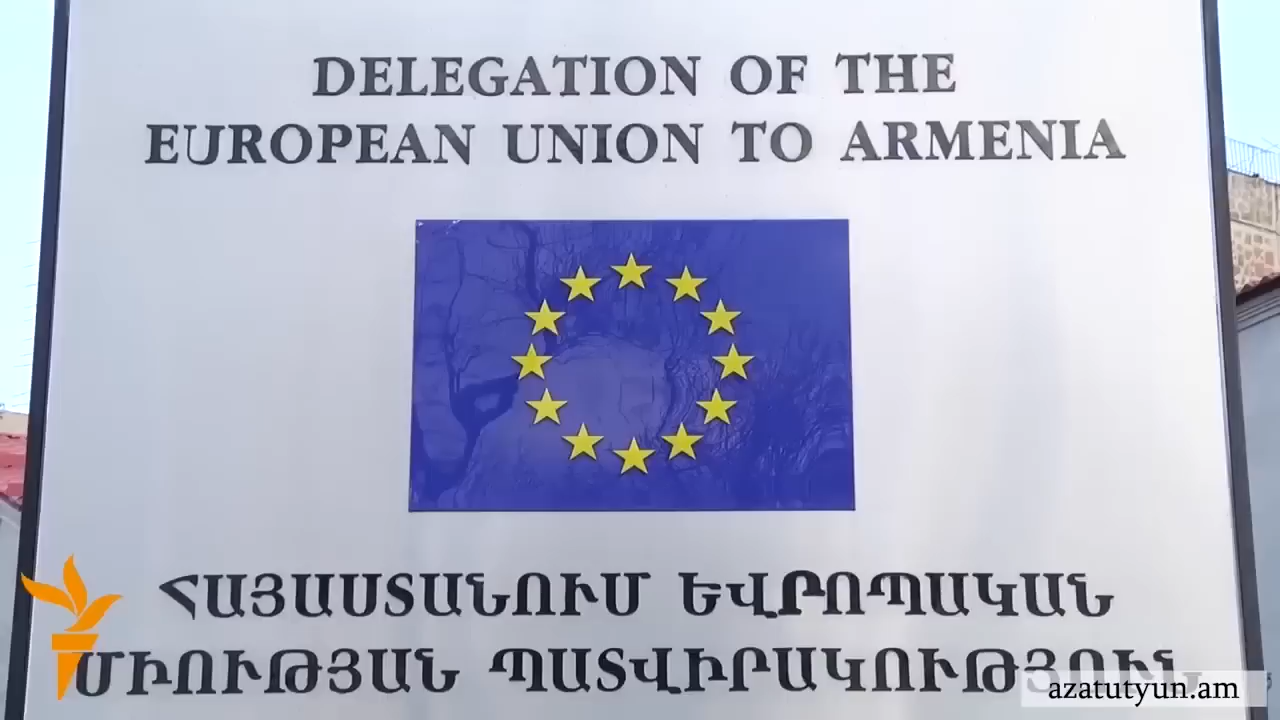 DELEGATION OF THE
EUROPEAN UNION TO ARMENIA
ՀԱՅԱՍՏԱՆՈՒՄ ԵՎՐՈՊԱԿԱՆ
ՄԻՈՒԹՅԱՆ ՊԱՏՎԻՐԱԿՈՒԹՅՈՒՆ
azatutyun.am